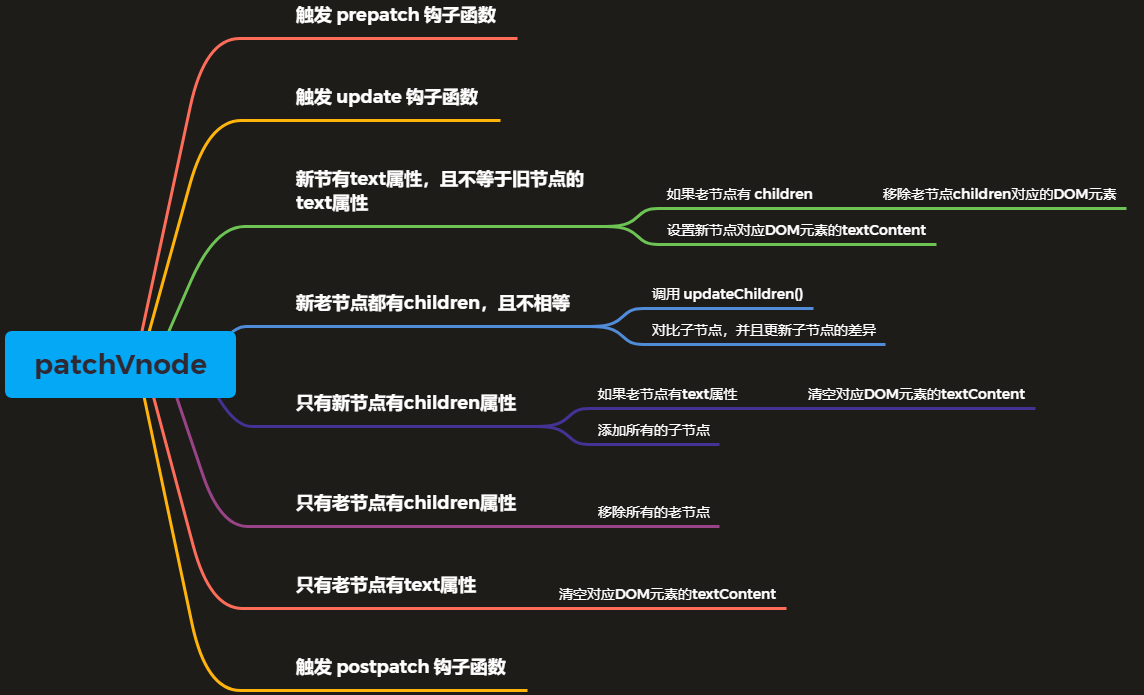 触发 prepatch 钩子函数
触发 update 钩子函数
新节有text属性，且不等于旧节点的
text属性
如果老节点有 children
移除老节点children对应的DOM元素
设置新节点对应DOM元素的textContent
新老节点都有children，且不相等
调用 updateChildren()
对比子节点，并且更新子节点的差异
patchVnode
只有新节点有children属性
如果老节点有text属性
清空对应DOM元素的textContent
添加所有的子节点
只有老节点有children属性
移除所有的老节点
只有老节点有text属性
清空对应DOM元素的textContent
触发 postpatch 钩子函数